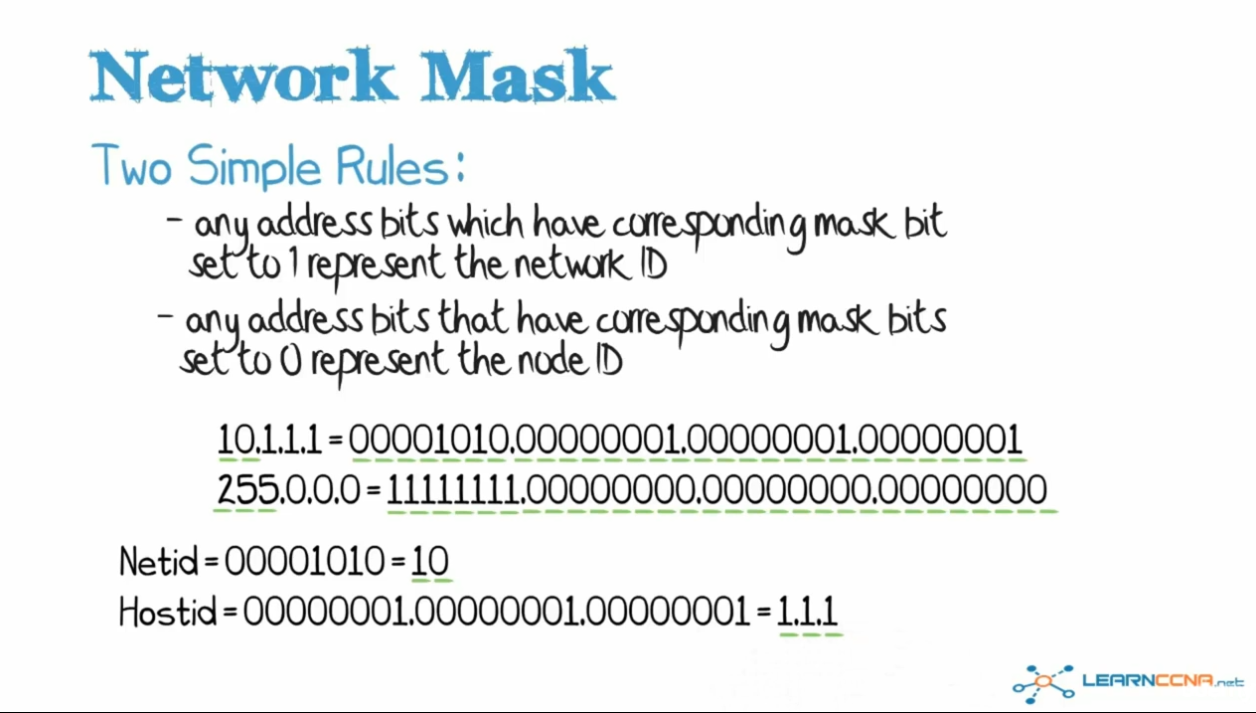 Network Mask
Two Simple Rules:
- any address bits which have corresponding mask bit
set to 1 represent the network ID
- any address bits that have corresponding mask bits
set to 0 represent the node ID
10.1.1.1 = 00001010.00000001.00000001.00000001
255.0.0.0 = 11111111.00000000.00000000.00000000
Netid = 00001010 = 10
Hostid = 00000001.00000001.00000001 = 1.1.1
LEARNCCNA.net